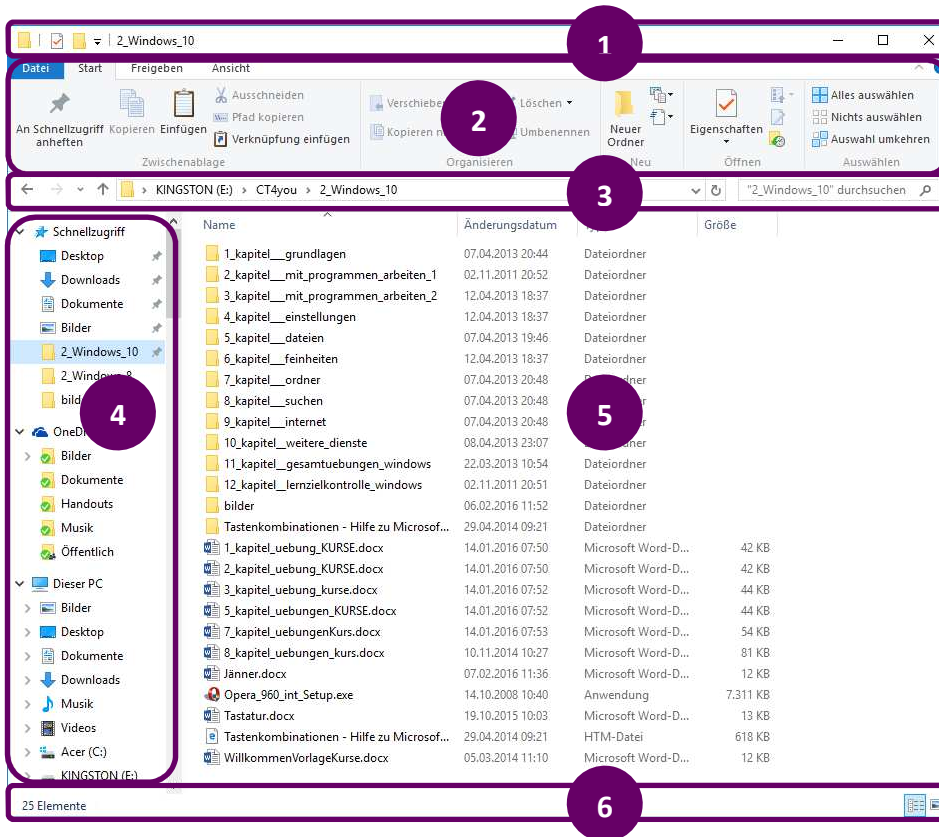 2_Windows_10
1
Datei Start Freigeben Ansicht
An Schnellzugriff anheften
Kopieren
Einfügen
Ausschneiden
Pfad kopieren
Verknüpfung einfügen
Zwischenablage
Verschieben
Kopieren
2
Löschen
Umbenennen
Organisieren
Neuer Ordner
Neu
Eigenschaften
Öffnen
Alles auswählen
Nichts auswählen
Auswahl umkehren
Auswählen
KINGSTON (E:) > CT4you > 2_Windows_10
3
"2_Windows_10" durchsuchen
Schnellzugriff
Desktop
Downloads
Dokumente
Bilder
2_Windows_10
4
Bilder
Dokumente
Handouts
Musik
Öffentlich
Dieser PC
Bilder
Desktop
Dokumente
Downloads
Musik
Videos
Acer (C:)
KINGSTON (E:)
Name Änderungsdatum Größe
1_kapitel__grundlagen 07.04.2013 20:44 Dateiordner
2_kapitel__mit_programmen_arbeiten_1 02.11.2011 20:52 Dateiordner
3_kapitel__mit_programmen_arbeiten_2 12.04.2013 18:37 Dateiordner
4_kapitel__einstellungen 12.04.2013 18:37 Dateiordner
5_kapitel__dateien 07.04.2013 19:46 Dateiordner
6_kapitel__feinheiten 12.04.2013 18:37 Dateiordner
7_kapitel__ordner 07.04.2013 20:48
8_kapitel__suchen 07.04.2013 20:48
9_kapitel__internet 07.04.2013 20:48
5
10_kapitel__weitere_dienste 08.04.2013 23:07
11_kapitel__gesamtuebungen_windows 22.03.2013 10:54 Dateiordner
12_kapitel__lernzielkontrolle_windows 02.11.2011 20:51 Dateiordner
bilder 06.02.2016 11:52 Dateiordner
Tastenkombinationen - Hilfe zu Microsof... 29.04.2014 09:21 Dateiordner
1_kapitel_uebung_KURSE.docx 14.01.2016 07:50 Microsoft Word-D... 42 KB
2_kapitel_uebung_KURSE.docx 14.01.2016 07:50 Microsoft Word-D... 42 KB
3_kapitel_uebung_kurse.docx 14.01.2016 07:52 Microsoft Word-D... 44 KB
5_kapitel_uebungen_KURSE.docx 14.01.2016 07:52 Microsoft Word-D... 44 KB
7_kapitel_uebungenKurs.docx 14.01.2016 07:53 Microsoft Word-D... 54 KB
8_kapitel_uebungen_kurs.docx 10.11.2014 10:27 Microsoft Word-D... 81 KB
Jänner.docx 07.02.2016 11:36 Microsoft Word-D... 12 KB
Opera_960_int_Setup.exe 14.10.2008 10:40 Anwendung 7.311 KB
Tastatur.docx 19.10.2015 10:03 Microsoft Word-D... 13 KB
Tastenkombinationen - Hilfe zu Microsof... 29.04.2014 09:21 HTM-Datei 618 KB
WillkommenVorlageKurse.docx 05.03.2014 11:10 Microsoft Word-D... 12 KB
25 Elemente
6